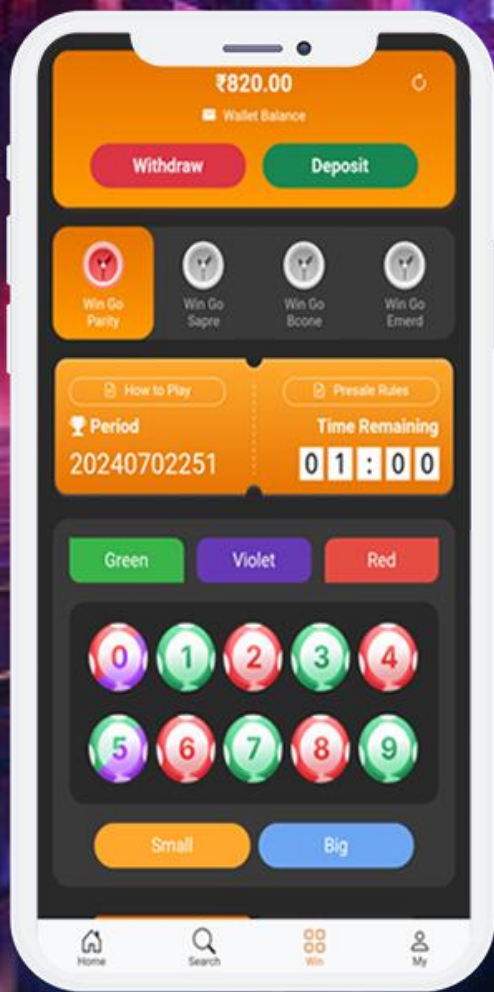 ₹820.00
Wallet Balance
Withdraw
Deposit
Win Go
Parity
Win Go
Sapre
Win Go
Bcone
Win Go
Emerd
How to Play
Presale Rules
Period
Time Remaining
20240702251
01:00
Green
Violet
Red
0
1
2
3
4
5
6
7
8
9
Small
Big
Home
Search
Win
My